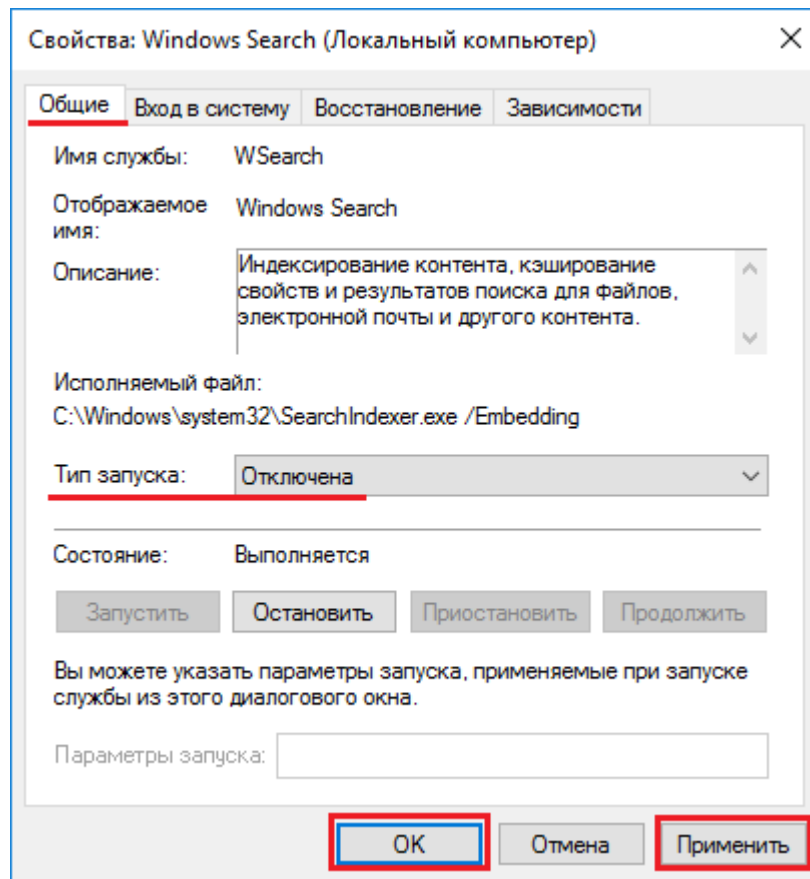 Свойства: Windows Search (Локальный компьютер)
Общие Вход в систему Восстановление Зависимости
Имя службы: WSearch
Отображаемое имя: Windows Search
Описание: Индексирование контента, кэширование
свойств и результатов поиска для файлов,
электронной почты и другого контента.
Исполняемый файл:
C:\Windows\system32\SearchIndexer.exe /Embedding
Тип запуска: Отключена
Состояние: Выполняется
Запустить Остановить Приостановить Продолжить
Вы можете указать параметры запуска, применяемые при запуске
службы из этого диалогового окна.
Параметры запуска:
OK Отмена Применить